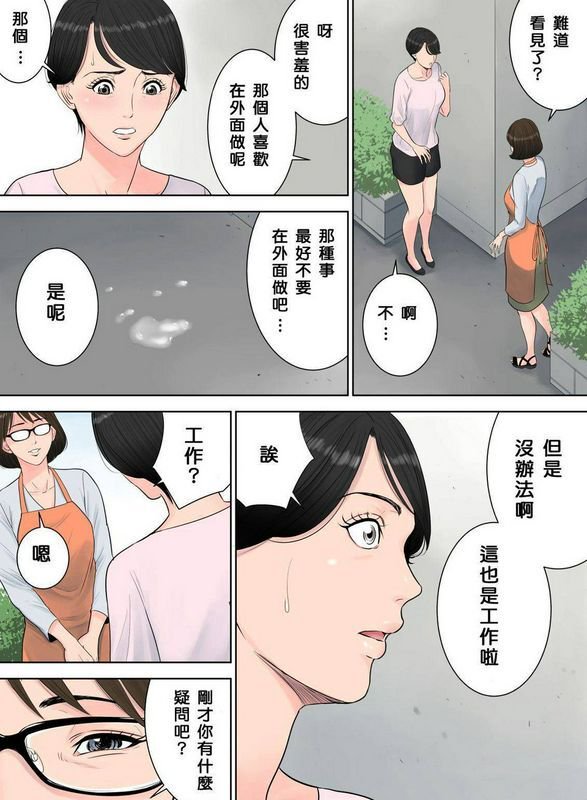 難道
看見了？
啊
不…
呀
很害羞的
那個人喜歡
在外面做呢
那個…
那種事
最好不要
在外面做吧…
是呢
但是
沒辦法啊
這也是工作啦
誒
工作？
嗯
剛才你有什麼
疑問吧？